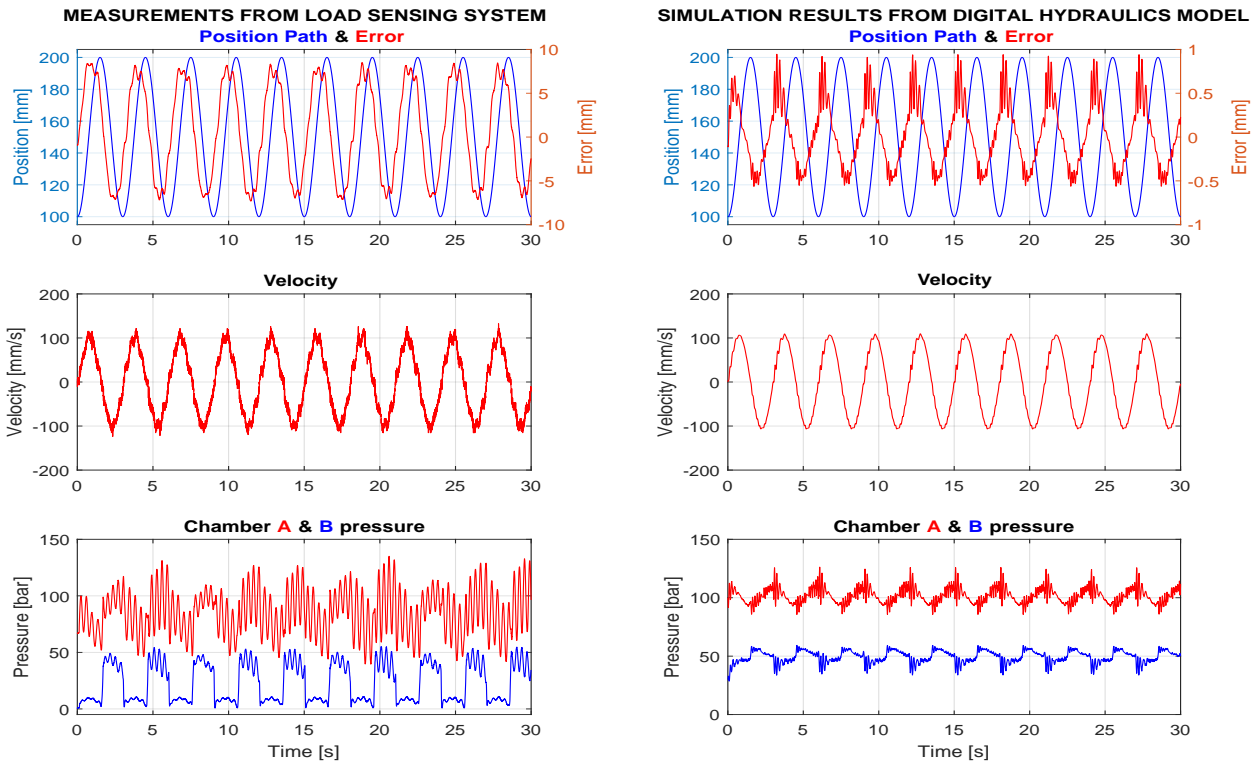 MEASUREMENTS FROM LOAD SENSING SYSTEM
Position Path & Error
200
180
160
140
120
100
Position [mm]
10
5
0
-5
-10
Error [mm]
0 5 10 15 20 25 30
SIMULATION RESULTS FROM DIGITAL HYDRAULICS MODEL
Position Path & Error
200
180
160
140
120
100
Position [mm]
1
0.5
0
-0.5
-1
Error [mm]
0 5 10 15 20 25 30
Velocity
200
100
0
-100
-200
Velocity [mm/s]
0 5 10 15 20 25 30
Velocity
200
100
0
-100
-200
Velocity [mm/s]
0 5 10 15 20 25 30
Chamber A & B pressure
150
100
50
0
Pressure [bar]
0 5 10 15 20 25 30
Time [s]
Chamber A & B pressure
150
100
50
0
Pressure [bar]
0 5 10 15 20 25 30
Time [s]